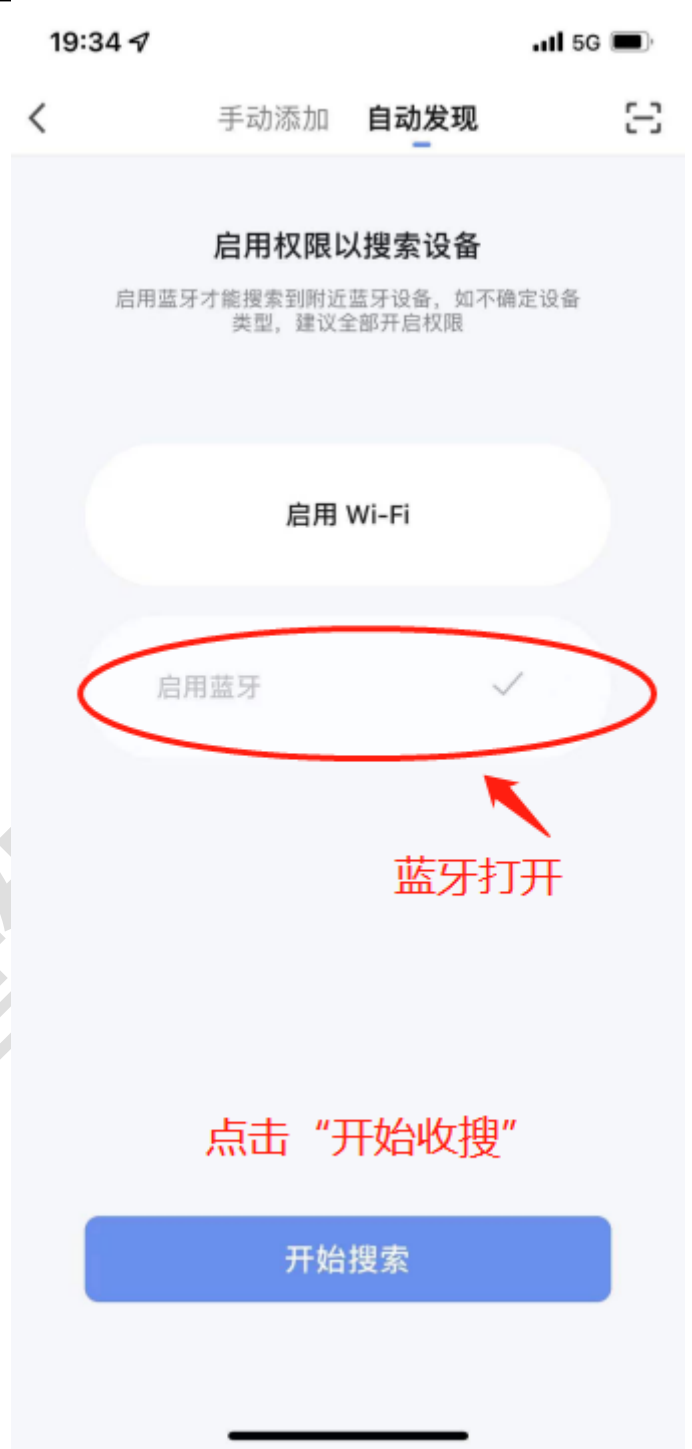 19:34
5G
手动添加 自动发现
启用权限以搜索设备
启用蓝牙才能搜索到附近蓝牙设备，如不确定设备
类型，建议全部开启权限
启用 Wi-Fi
启用蓝牙
蓝牙打开
点击“开始收搜”
开始搜索